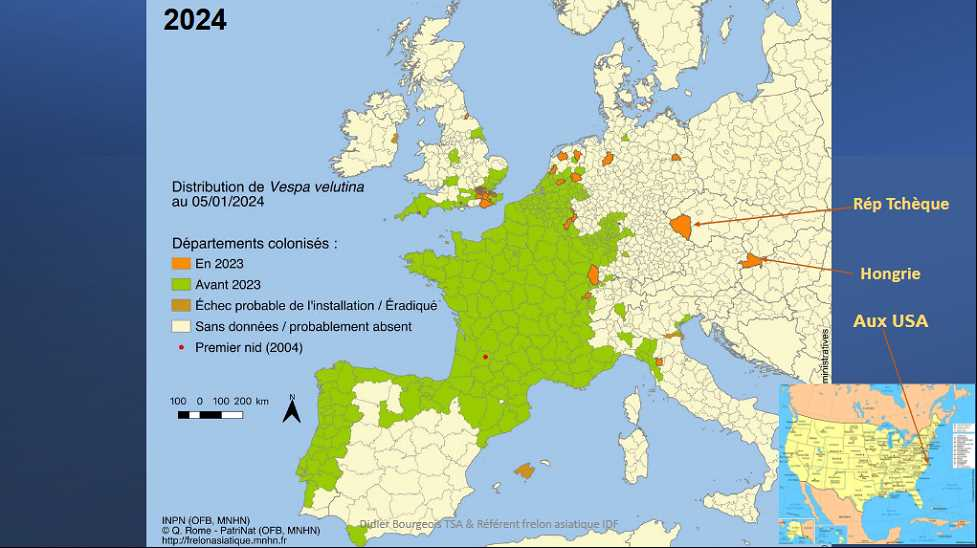 2024
Distribution de Vespa velutina
au 05/01/2024
Départements colonisés :
En 2023
Avant 2023
Échec probable de l'installation / Éradiqué
Sans données / probablement absent
Premier nid (2004)
100 0 100 200 km
N
INPN (OFB, MNHN)
© Q. Rome - PatriNat (OFB, MNHN)
http://frelonasiatique.mnhn.fr
Didier Bourgeois TSA & Référent frelon asiatique IDF
ministratives
Rép Tchèque
Hongrie
Aux USA